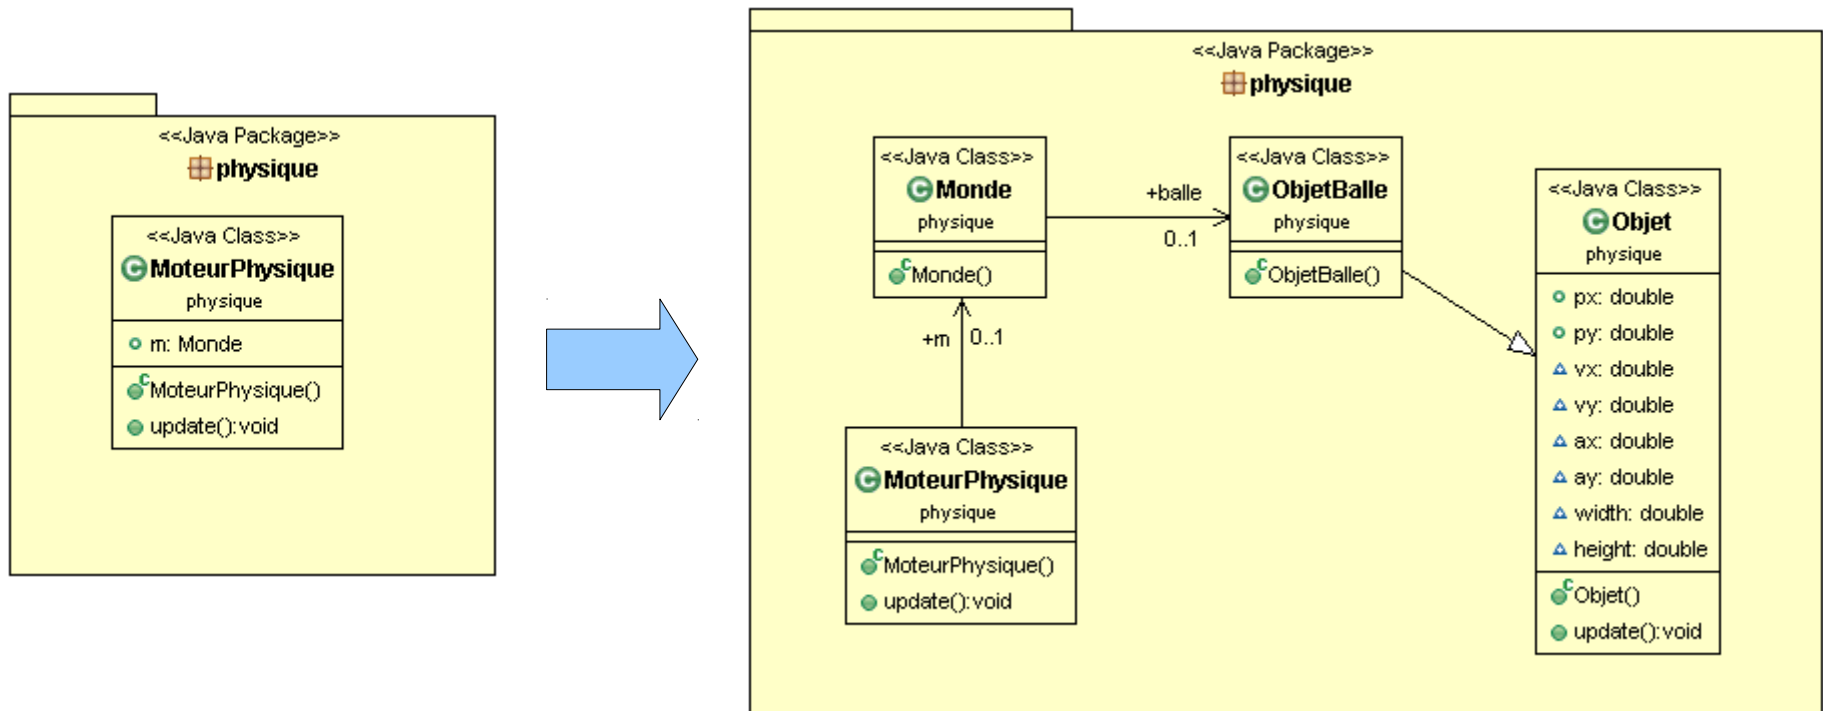 <<Java Package>>
physique
<<Java Class>>
MoteurPhysique
physique
m: Monde
MoteurPhysique()
update():void
<<Java Package>>
physique
<<Java Class>>
Monde
physique
Monde()
+balle
0..1
<<Java Class>>
ObjetBalle
physique
ObjetBalle()
<<Java Class>>
Objet
physique
px: double
py: double
vx: double
vy: double
ax: double
ay: double
width: double
height: double
Objet()
update():void
+m
0..1
<<Java Class>>
MoteurPhysique
physique
MoteurPhysique()
update():void